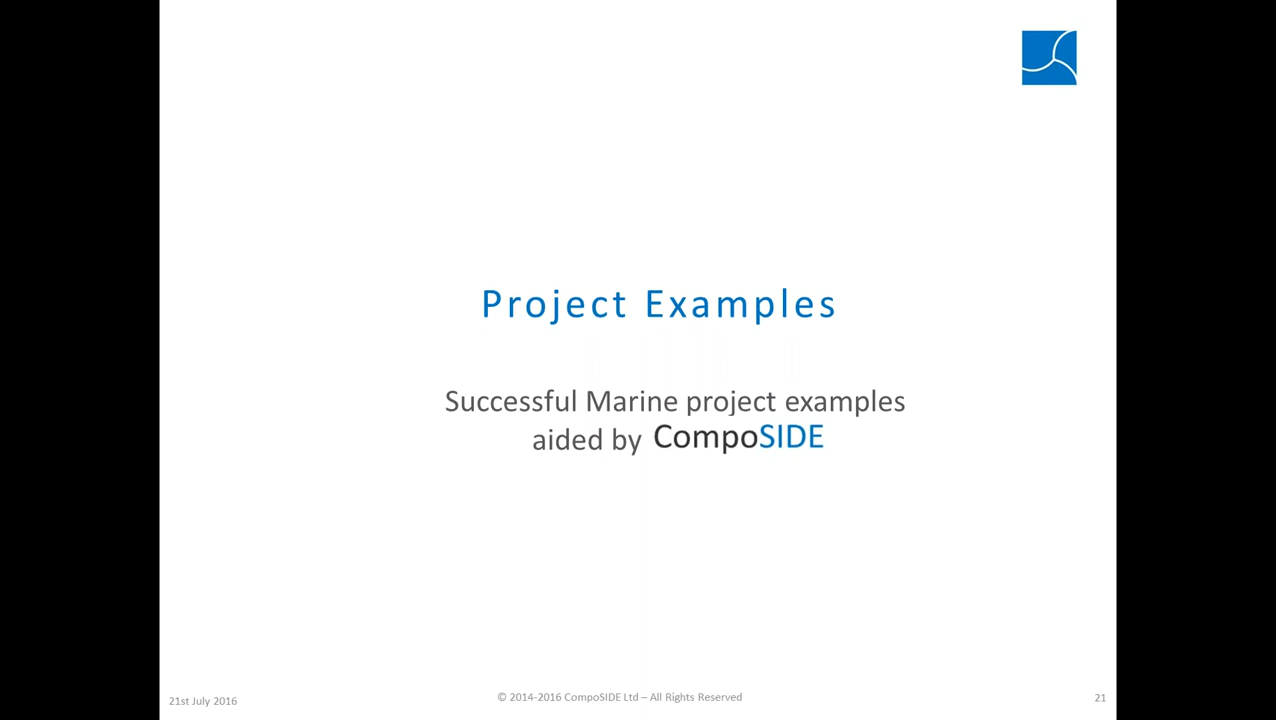 Project Examples
Successful Marine project examples
aided by CompoSIDE
21st July 2016
© 2014-2016 CompoSIDE Ltd – All Rights Reserved
21